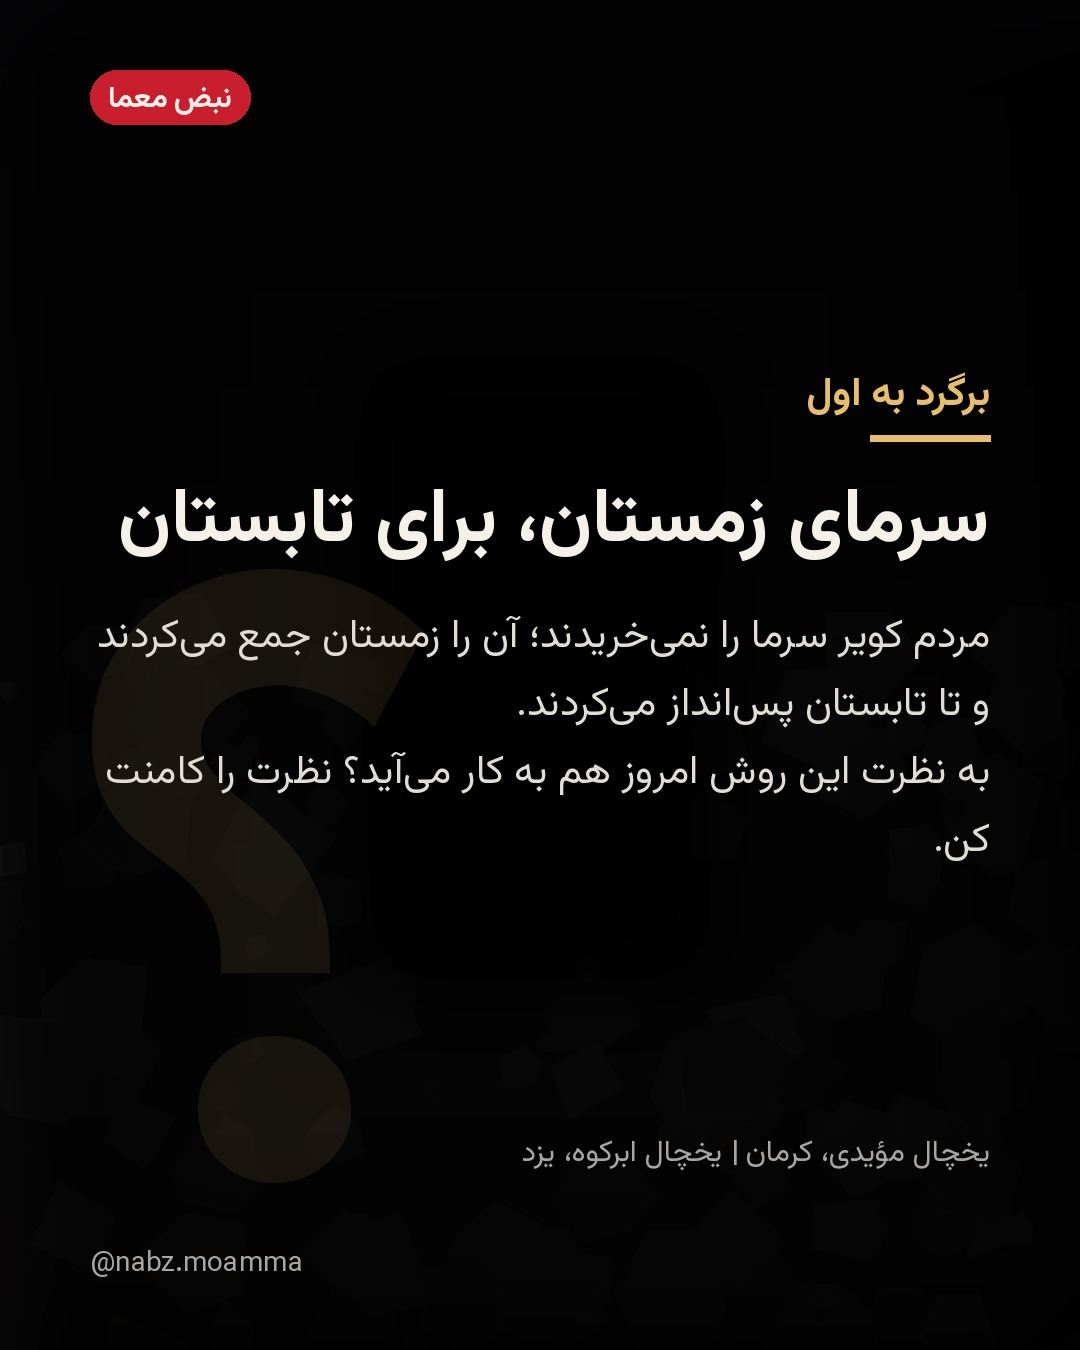 نبض معما
برگرد به اول
سرمای زمستان، برای تابستان
مردم کویر سرما را نمی‌خریدند؛ آن را زمستان جمع می‌کردند
و تا تابستان پس‌انداز می‌کردند.
به نظرت این روش امروز هم به کار می‌آید؟ نظرت را کامنت
کن.
یخچال مؤیدی، کرمان | یخچال ابرکوه، یزد
@nabz.moamma